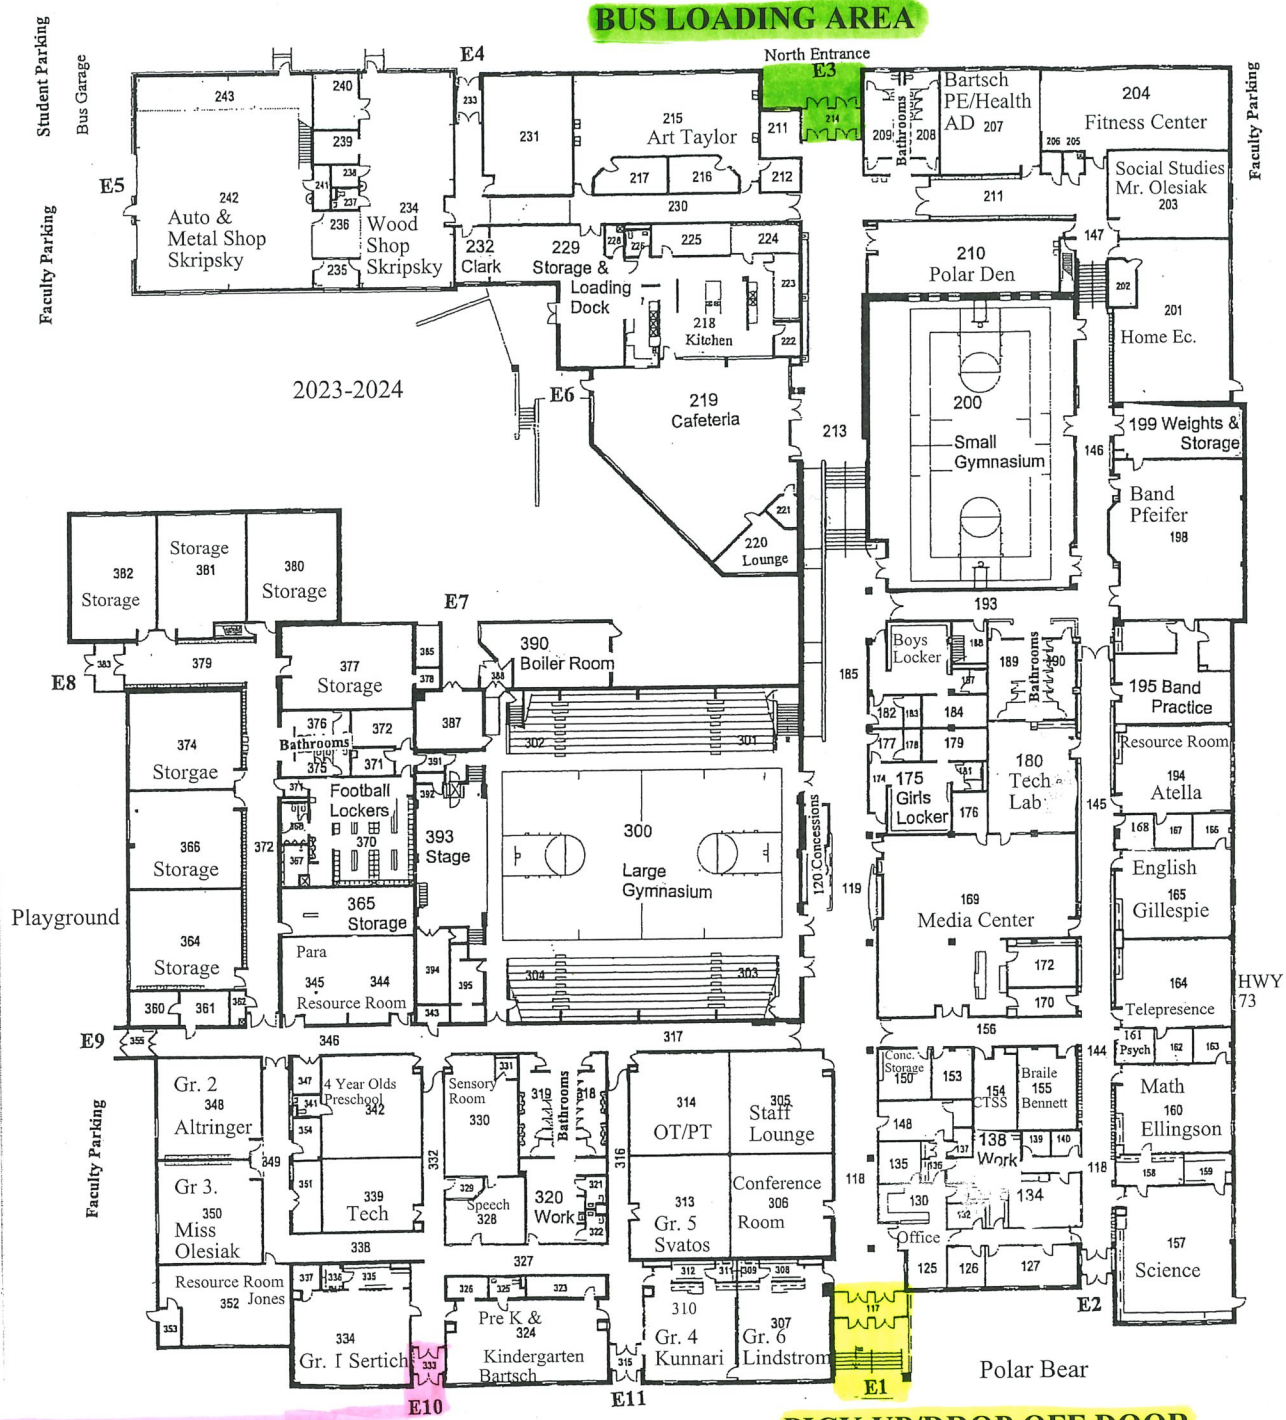 BUS LOADING AREA
North Entrance
E3
E4
Student Parking
Bus Garage
Faculty Parking
Faculty Parking
E5
243
240
239
238
241
237
242
Auto &
Metal Shop
Skripsky
236
235
234
Wood
Shop
Skripsky
233
231
215
Art Taylor
217
216
211
212
214
209
Bathrooms
208
Bartsch
PE/Health
AD
207
204
Fitness Center
206
205
Social Studies
Mr. Olesiak
203
211
230
147
232
Clark
229
Storage &
Loading
Dock
228
226
225
224
223
222
218
Kitchen
210
Polar Den
202
201
Home Ec.
2023-2024
E6
219
Cafeteria
213
200
Small
Gymnasium
146
199 Weights &
Storage
Band
Pfeifer
198
221
220
Lounge
382
Storage
Storage
381
380
Storage
E7
193
383
379
E8
377
Storage
385
378
390
Boiler Room
388
387
185
Boys
Locker
188
187
189
Bathrooms
190
182
183
184
195 Band
Practice
374
Storgae
376
Bathrooms
375
372
371
371
391
392
302
301
177
178
179
174
175
Girls
Locker
181
176
180
Tech
Lab
145
Resource Room
194
Atella
Football
Lockers
370
368
367
372
393
Stage
300
Large
Gymnasium
120 Concessions
119
168
167
166
366
Storage
English
165
Gillespie
169
Media Center
Playground
364
Storage
365
Storage
Para
345
344
Resource Room
394
395
343
304
303
172
170
164
Telepresence
HWY
73
360
361
362
E9
355
346
317
156
144
161
Psych
162
163
Faculty Parking
Gr. 2
348
Altringer
347
341
354
4 Year Olds
Preschool
342
Sensory
Room
330
331
319
Bathrooms
318
314
OT/PT
305
Staff
Lounge
Conc.
Storage
150
153
154
CTSS
Braile
155
Bennett
Math
160
Ellingson
349
Gr 3.
350
Miss
Olesiak
351
339
Tech
332
329
Speech
328
320
Work
321
322
316
313
Gr. 5
Svatos
Conference
306
Room
118
148
135
136
137
138
Work
139
140
130
132
134
118
158
159
338
327
Office
125
126
127
157
Science
Resource Room
Jones
352
353
337
336
335
334
Gr. 1 Sertich
326
325
323
Pre K &
324
Kindergarten
Bartsch
312
311
309
308
310
Gr. 4
Kunnari
307
Gr. 6
Lindstrom
117
E2
333
315
E10
E11
E1
Polar Bear
PICK UP/DROP OFF DOOR